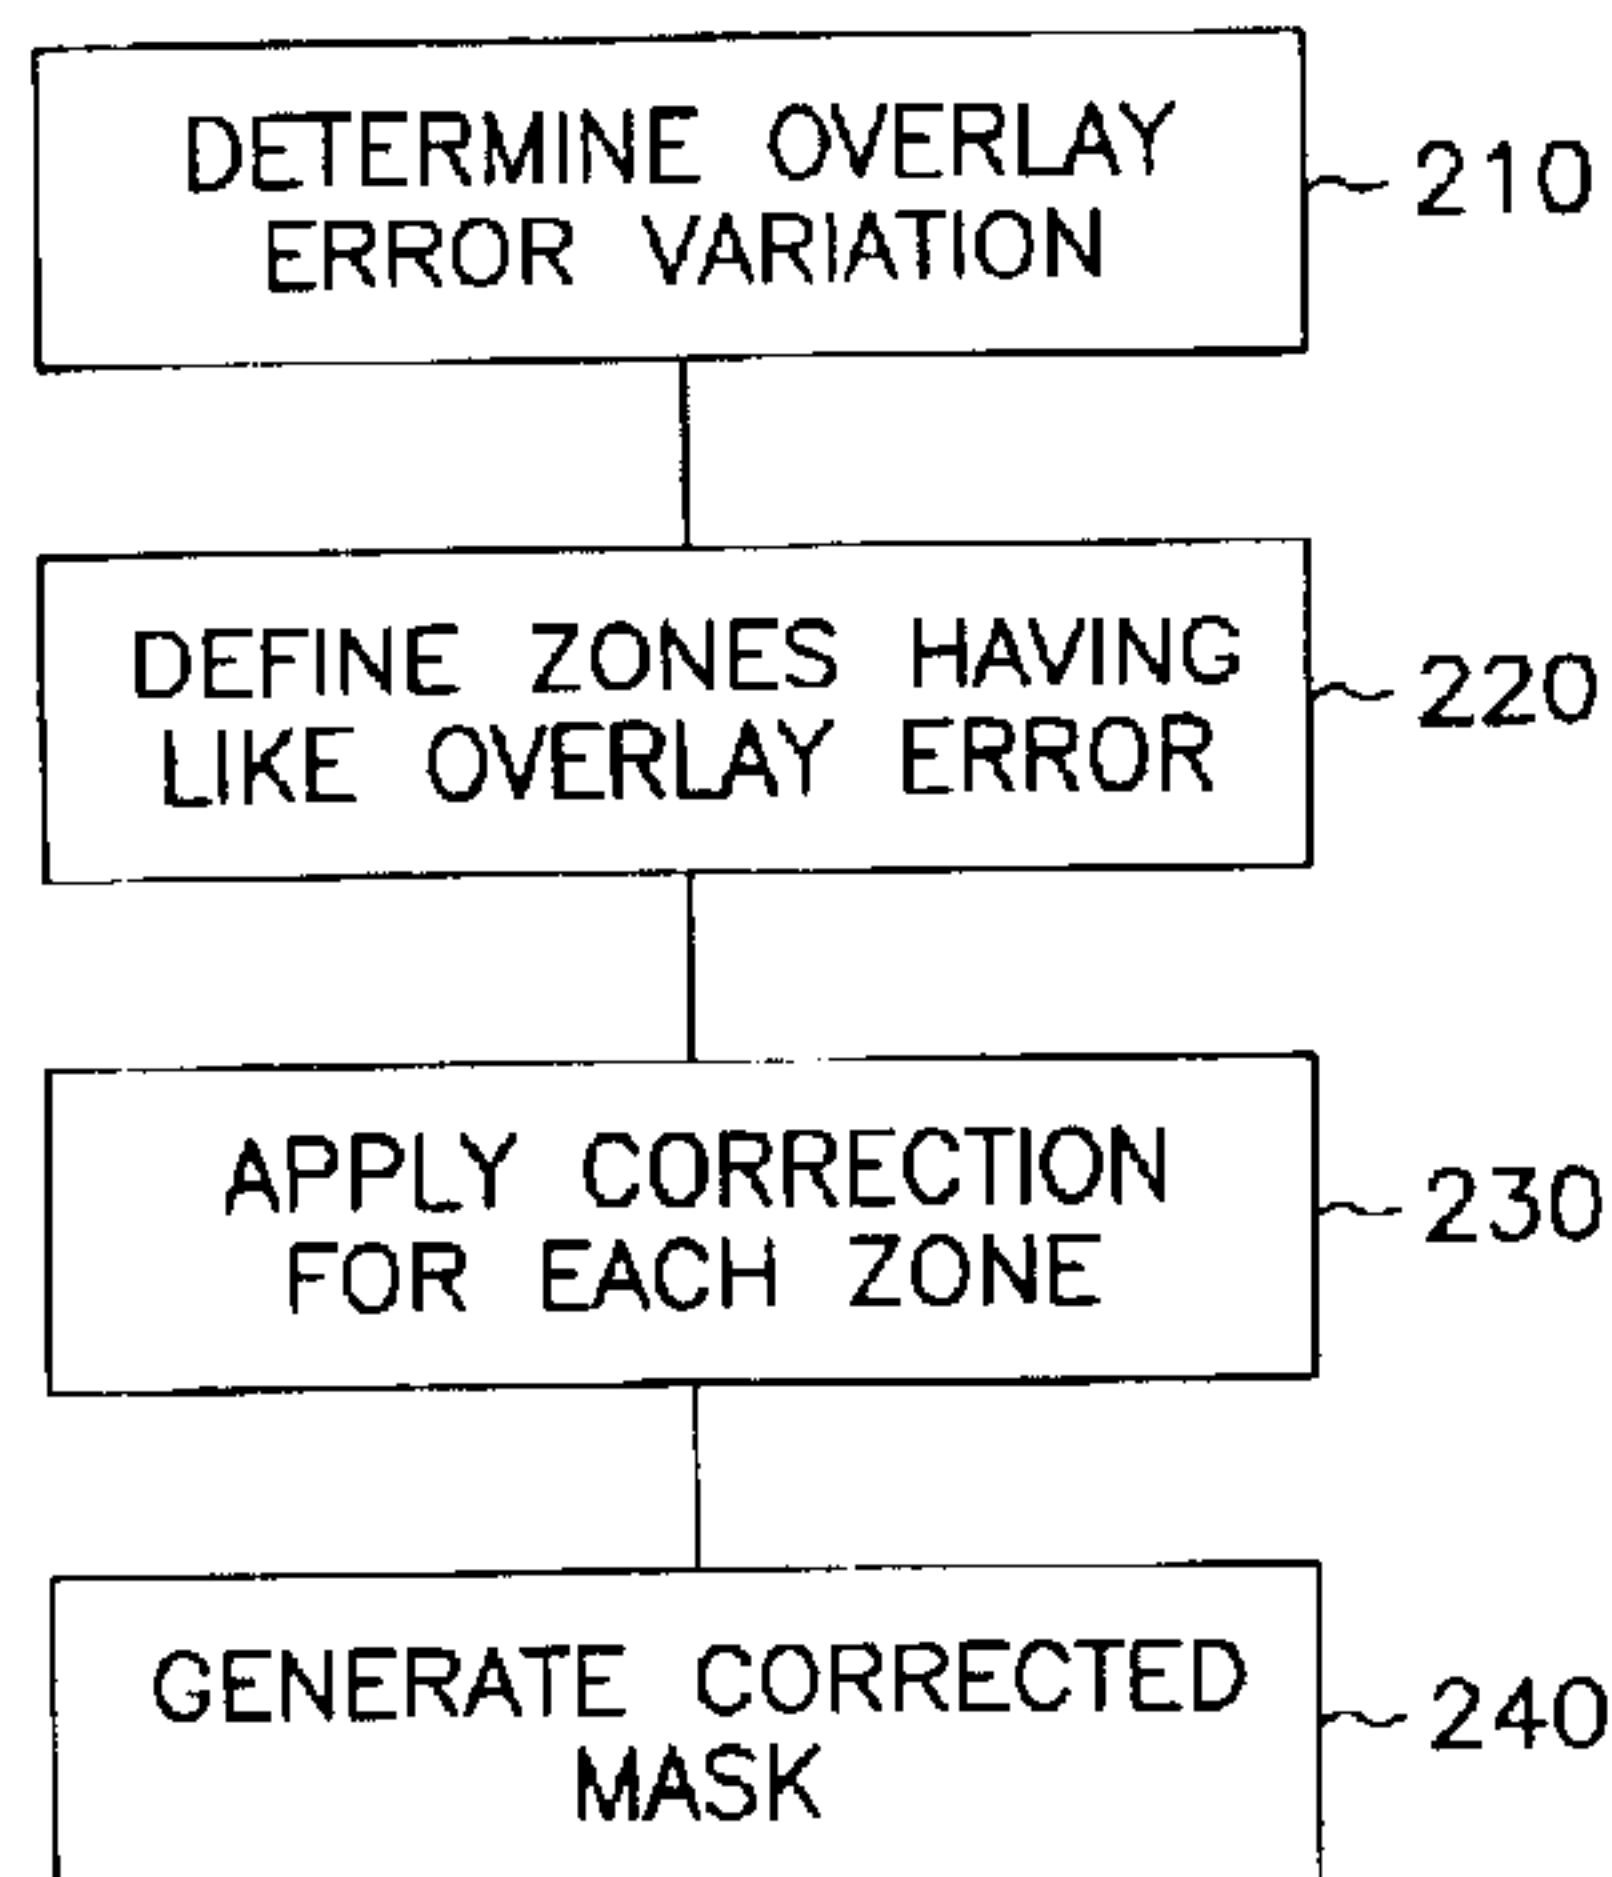 DETERMINE OVERLAY
ERROR VARIATION
210
DEFINE ZONES HAVING
LIKE OVERLAY ERROR
220
APPLY CORRECTION
FOR EACH ZONE
230
GENERATE CORRECTED
MASK
240